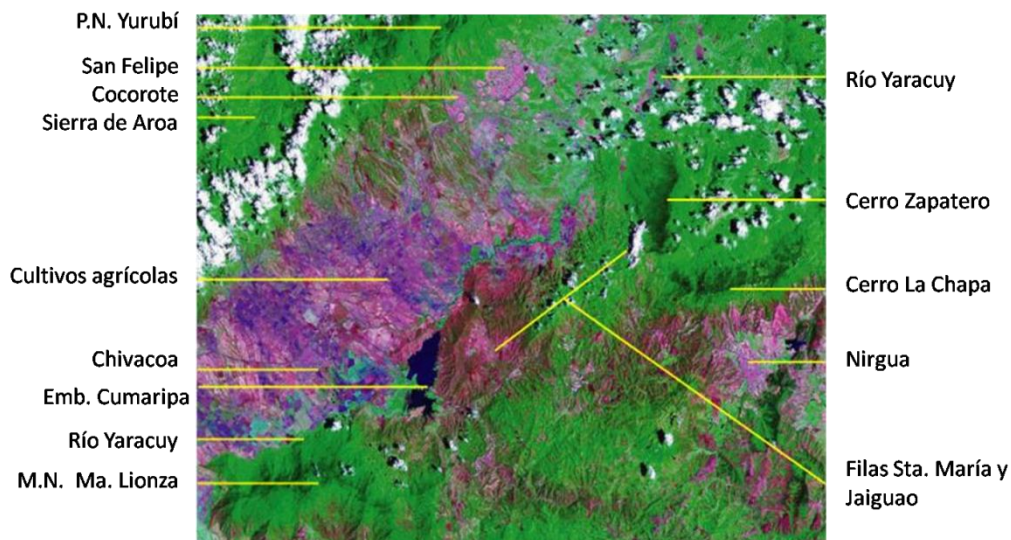 P.N. Yurubí
San Felipe
Cocorote
Sierra de Aroa
Cultivos agrícolas
Chivacoa
Emb. Cumaripa
Río Yaracuy
M.N. Ma. Lionza
Río Yaracuy
Cerro Zapatero
Cerro La Chapa
Nirgua
Filas Sta. María y
Jaiguao